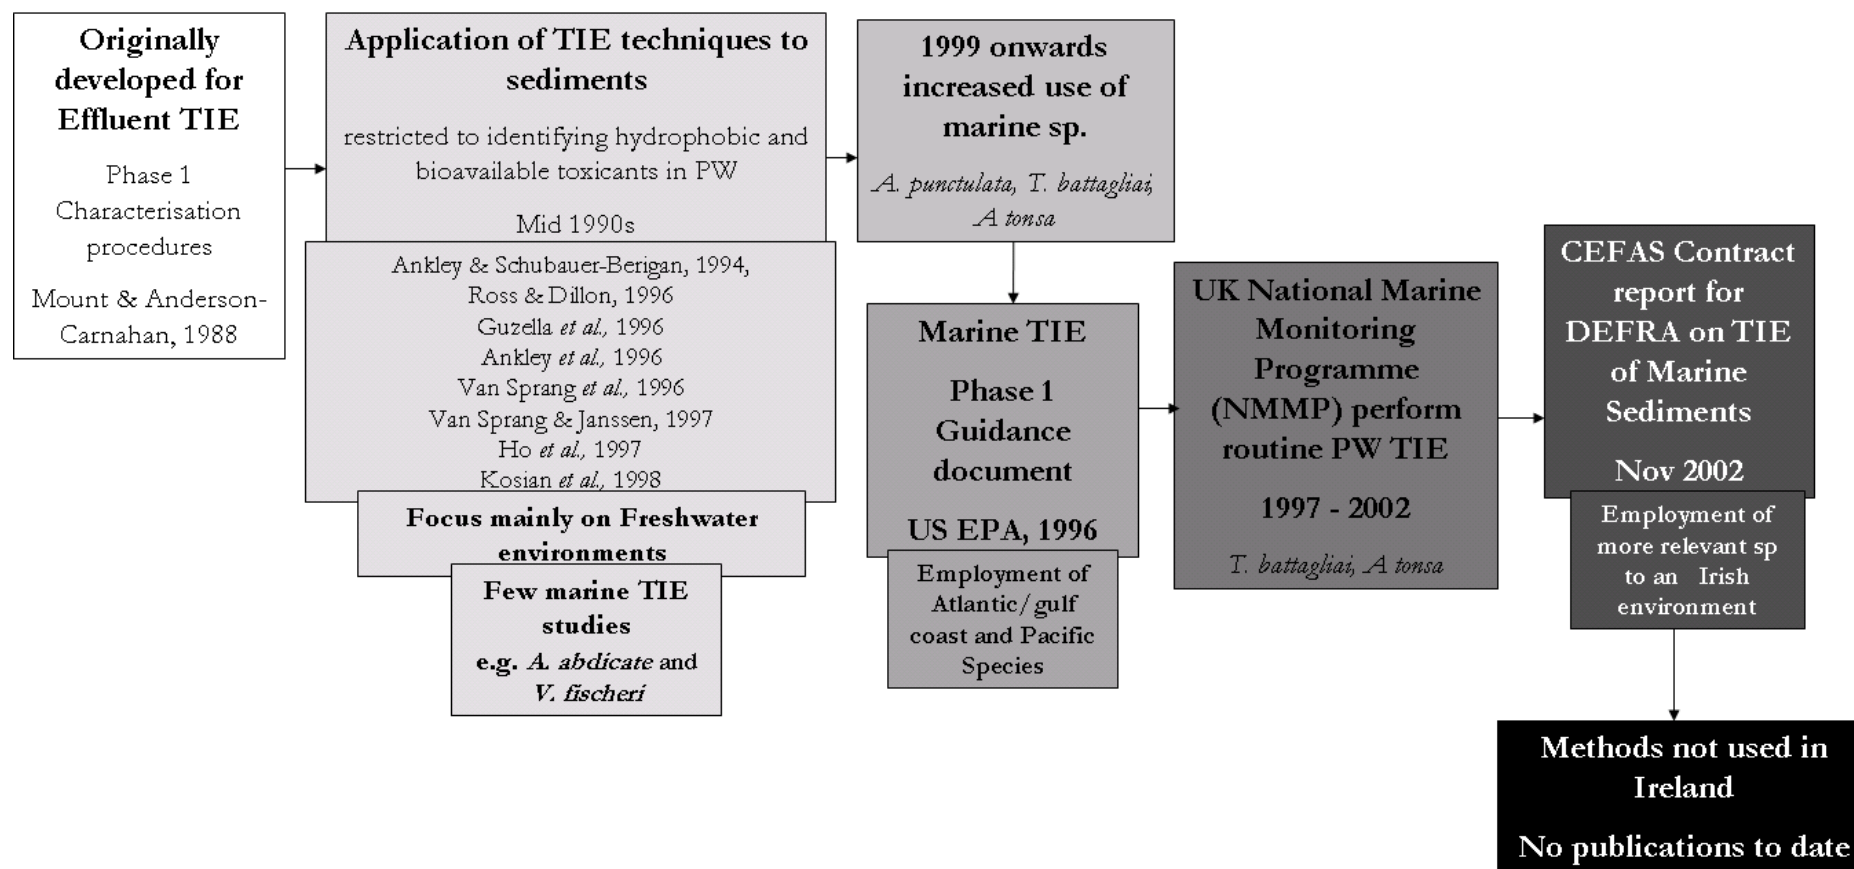 Originally
developed for
Effluent TIE
Phase 1
Characterisation
procedures
Mount & Anderson-
Carnahan, 1988
Application of TIE techniques to
sediments
restricted to identifying hydrophobic and
bioavailable toxicants in PW
Mid 1990s
Ankley & Schubauer-Berigan, 1994,
Ross & Dillon, 1996
Guzella et al., 1996
Ankley et al., 1996
Van Sprang et al., 1996
Van Sprang & Janssen, 1997
Ho et al., 1997
Kosian et al., 1998
Focus mainly on Freshwater
environments
Few marine TIE
studies
e.g. A. abdicate and
V. fischeri
1999 onwards
increased use of
marine sp.
A. punctulata, T. battagliai,
A tonsa
Marine TIE
Phase 1
Guidance
document
US EPA, 1996
Employment of
Atlantic/gulf
coast and Pacific
Species
UK National Marine
Monitoring
Programme
(NMMP) perform
routine PW TIE
1997 - 2002
T. battagliai, A tonsa
CEFAS Contract
report for
DEFRA on TIE
of Marine
Sediments
Nov 2002
Employment of
more relevant sp
to an Irish
environment
Methods not used in
Ireland
No publications to date